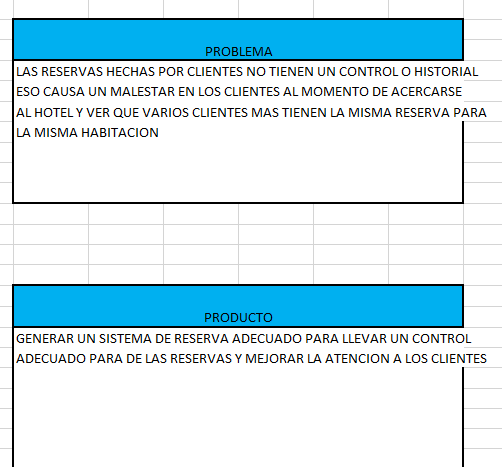 PROBLEMA
LAS RESERVAS HECHAS POR CLIENTES NO TIENEN UN CONTROL O HISTORIAL
ESO CAUSA UN MALESTAR EN LOS CLIENTES AL MOMENTO DE ACERCARSE
AL HOTEL Y VER QUE VARIOS CLIENTES MAS TIENEN LA MISMA RESERVA PARA
LA MISMA HABITACION
PRODUCTO
GENERAR UN SISTEMA DE RESERVA ADECUADO PARA LLEVAR UN CONTROL
ADECUADO PARA DE LAS RESERVAS Y MEJORAR LA ATENCION A LOS CLIENTES